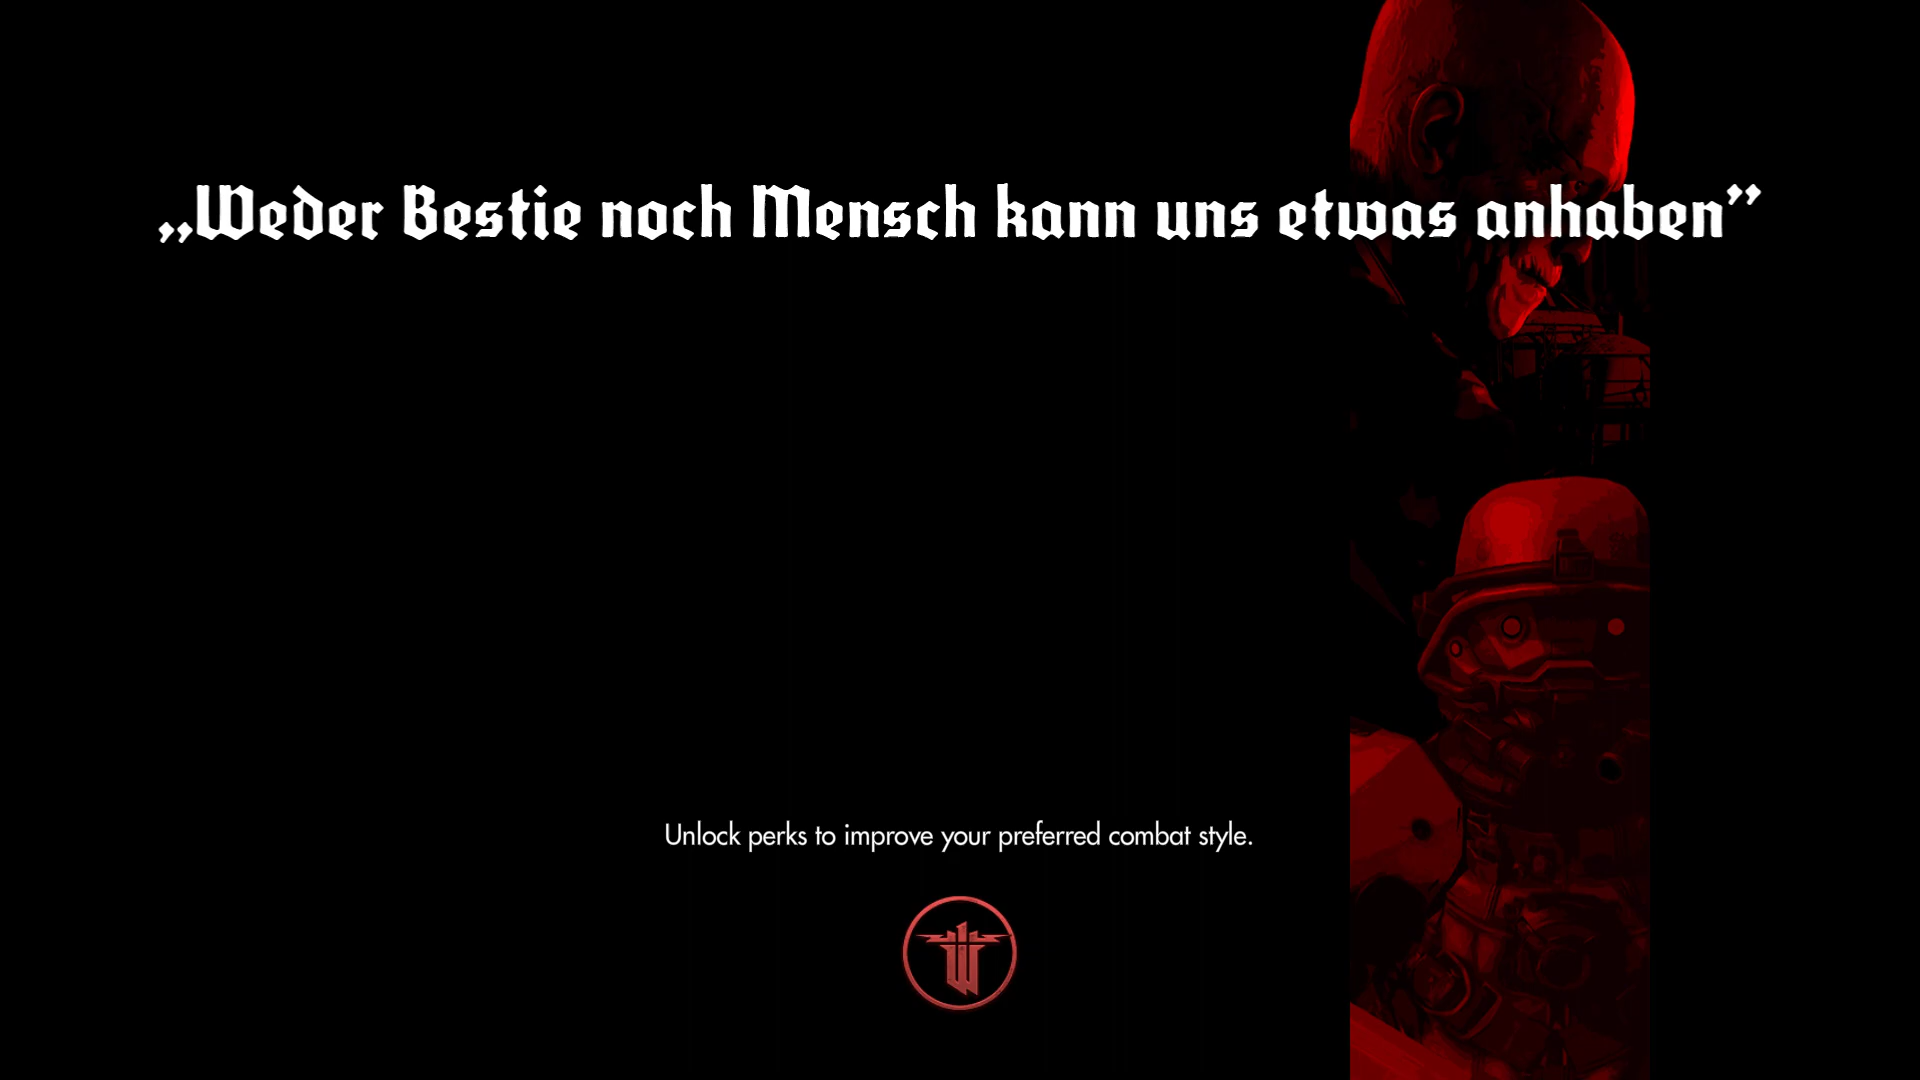 „Weder Bestie noch Mensch kann uns etwas anhaben”
Unlock perks to improve your preferred combat style.